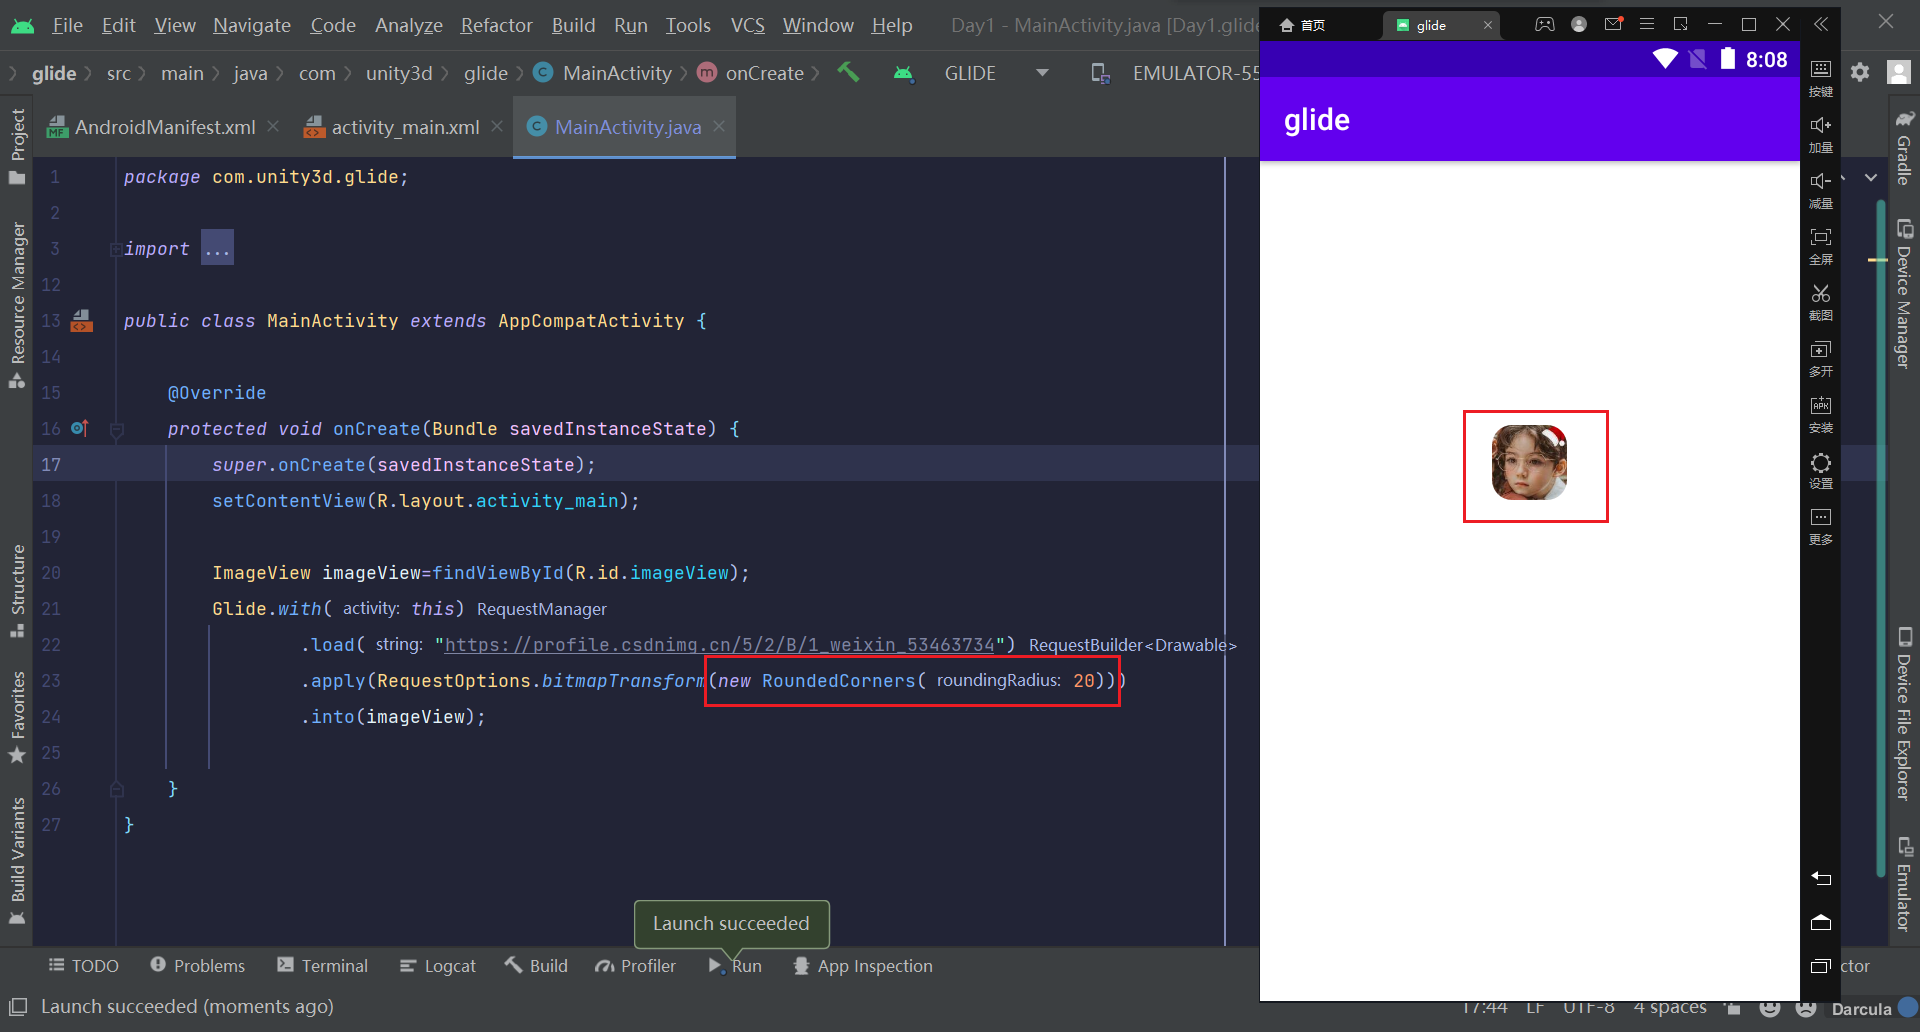 File Edit View Navigate Code Analyze Refactor Build Run Tools VCS Window Help Day1 - MainActivity.java [Day1.glide
glide src main java com unity3d glide MainActivity onCreate GLIDE EMULATOR-55
AndroidManifest.xml activity_main.xml MainActivity.java
Project
Resource Manager
Structure
Favorites
Build Variants
1 package com.unity3d.glide;
2
3 import ...
12
13 public class MainActivity extends AppCompatActivity {
14
15 @Override
16 protected void onCreate(Bundle savedInstanceState) {
17 super.onCreate(savedInstanceState);
18 setContentView(R.layout.activity_main);
19
20 ImageView imageView=findViewById(R.id.imageView);
21 Glide.with( activity: this) RequestManager
22 .load( string: "https://profile.csdnimg.cn/5/2/B/1_weixin_53463734") RequestBuilder<Drawable>
23 .apply(RequestOptions.bitmapTransform(new RoundedCorners( roundingRadius: 20)))
24 .into(imageView);
25
26 }
27 }
Launch succeeded
TODO Problems Terminal Logcat Build Profiler Run App Inspection
Launch succeeded (moments ago)
首页 glide
8:08
glide
按键
加量
减量
全屏
截图
多开
APK
安装
设置
更多
Gradle
Device Manager
Device File Explorer
Emulator
ctor
17:44 LF UTF-8 4 spaces Darcula